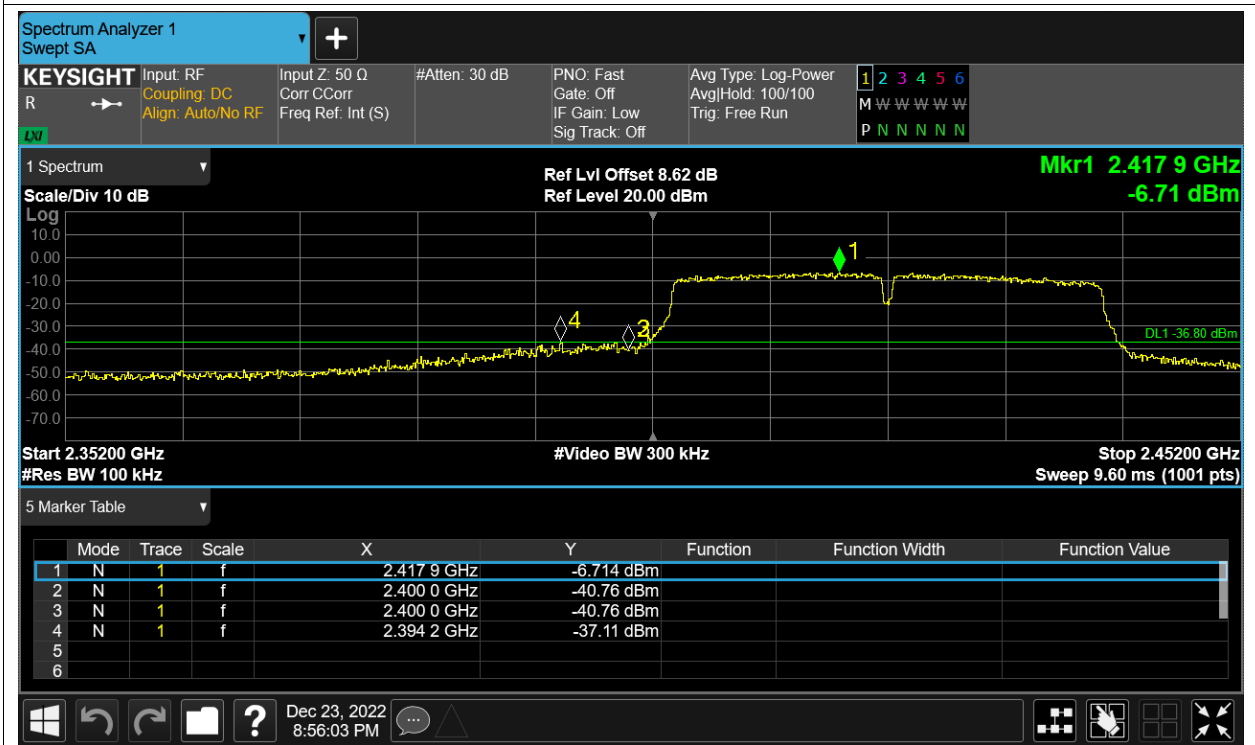 Spectrum Analyzer 1
Swept SA
KEYSIGHT
R
LXI
Input: RF
Coupling: DC
Align: Auto/No RF
Input Z: 50 Ω
Corr CCorr
Freq Ref: Int (S)
#Atten: 30 dB
PNO: Fast
Gate: Off
IF Gain: Low
Sig Track: Off
Avg Type: Log-Power
Avg|Hold: 100/100
Trig: Free Run
1 2 3 4 5 6
M W W W W W
P N N N N N
1 Spectrum
Scale/Div 10 dB
Ref Lvl Offset 8.62 dB
Ref Level 20.00 dBm
Mkr1 2.417 9 GHz
-6.71 dBm
Log
10.0
0.00
-10.0
-20.0
-30.0
-40.0
-50.0
-60.0
-70.0
1
4
DL1 -36.80 dBm
Start 2.35200 GHz
#Video BW 300 kHz
Stop 2.45200 GHz
#Res BW 100 kHz
Sweep 9.60 ms (1001 pts)
5 Marker Table
Mode Trace Scale X Y Function Function Width Function Value
1 N 1 f 2.417 9 GHz -6.714 dBm
2 N 1 f 2.400 0 GHz -40.76 dBm
3 N 1 f 2.400 0 GHz -40.76 dBm
4 N 1 f 2.394 2 GHz -37.11 dBm
5
6
?
Dec 23, 2022
8:56:03 PM